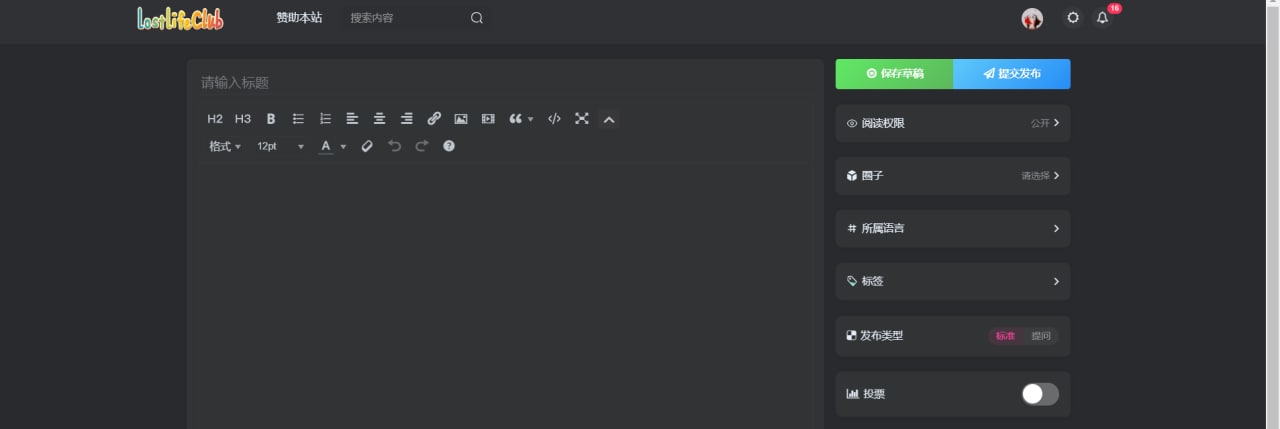 LostLifeClub
赞助本站
搜索内容
16
请输入标题
H2 H3 B
格式 12pt A
保存草稿
提交发布
阅读权限 公开
圈子 请选择
所属语言
标签
发布类型 标准 提问
投票